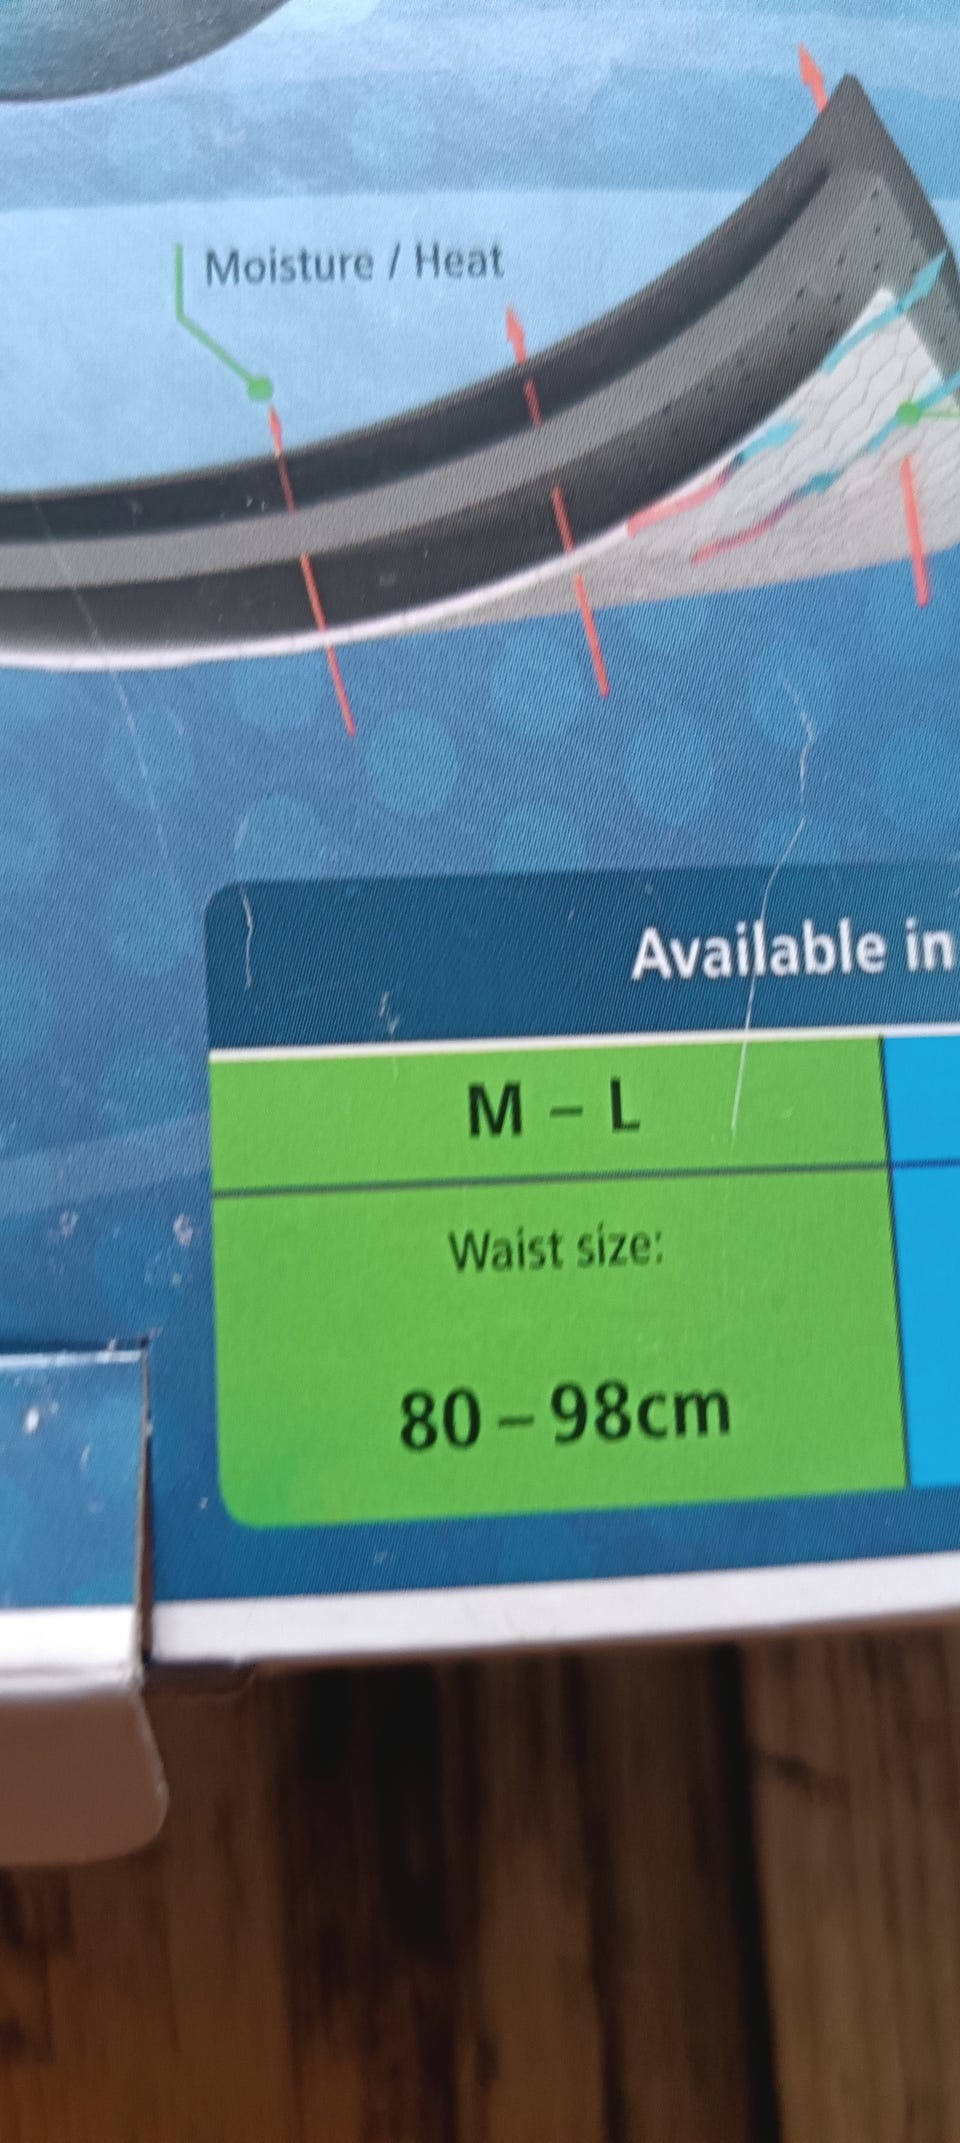 Moisture / Heat
Available in
M – L
Waist size:
80 – 98cm